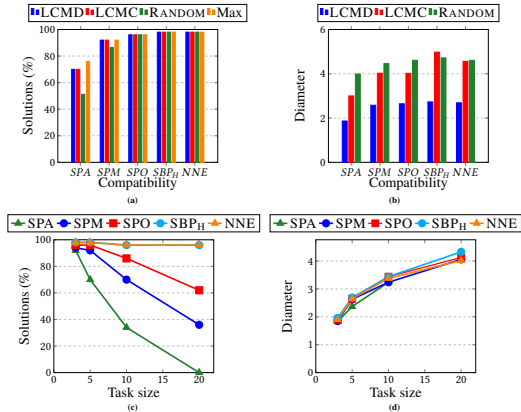 LCMD LCMC RANDOM Max
100
80
60
40
20
0
Solutions (%)
SPA SPM SPO SBP_H NNE
Compatibility
(a)
LCMD LCMC RANDOM
6
4
2
0
Diameter
SPA SPM SPO SBP_H NNE
Compatibility
(b)
SPA SPM SPO SBP_H NNE
100
80
60
40
20
0
Solutions (%)
5 10 15 20
Task size
(c)
SPA SPM SPO SBP_H NNE
4
3
2
1
0
Diameter
5 10 15 20
Task size
(d)